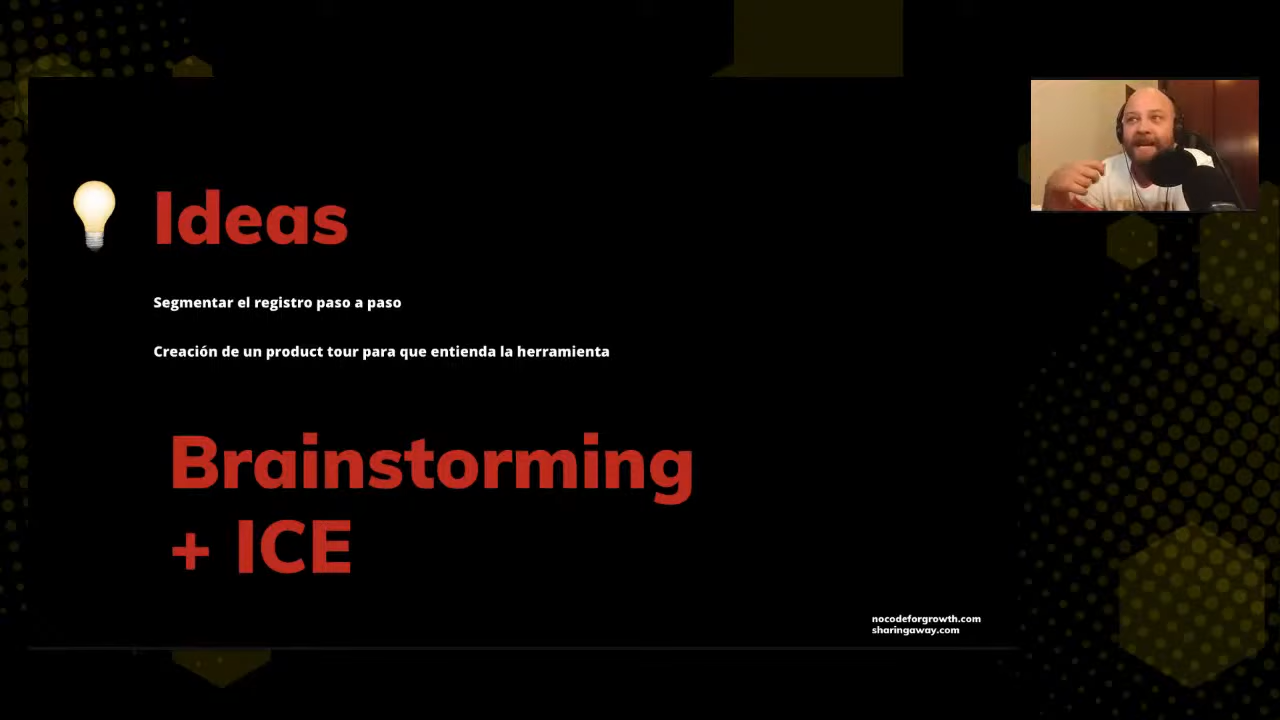 Ideas
Segmentar el registro paso a paso
Creación de un product tour para que entienda la herramienta
Brainstorming
+ ICE
nocodeforgrowth.com
sharingaway.com